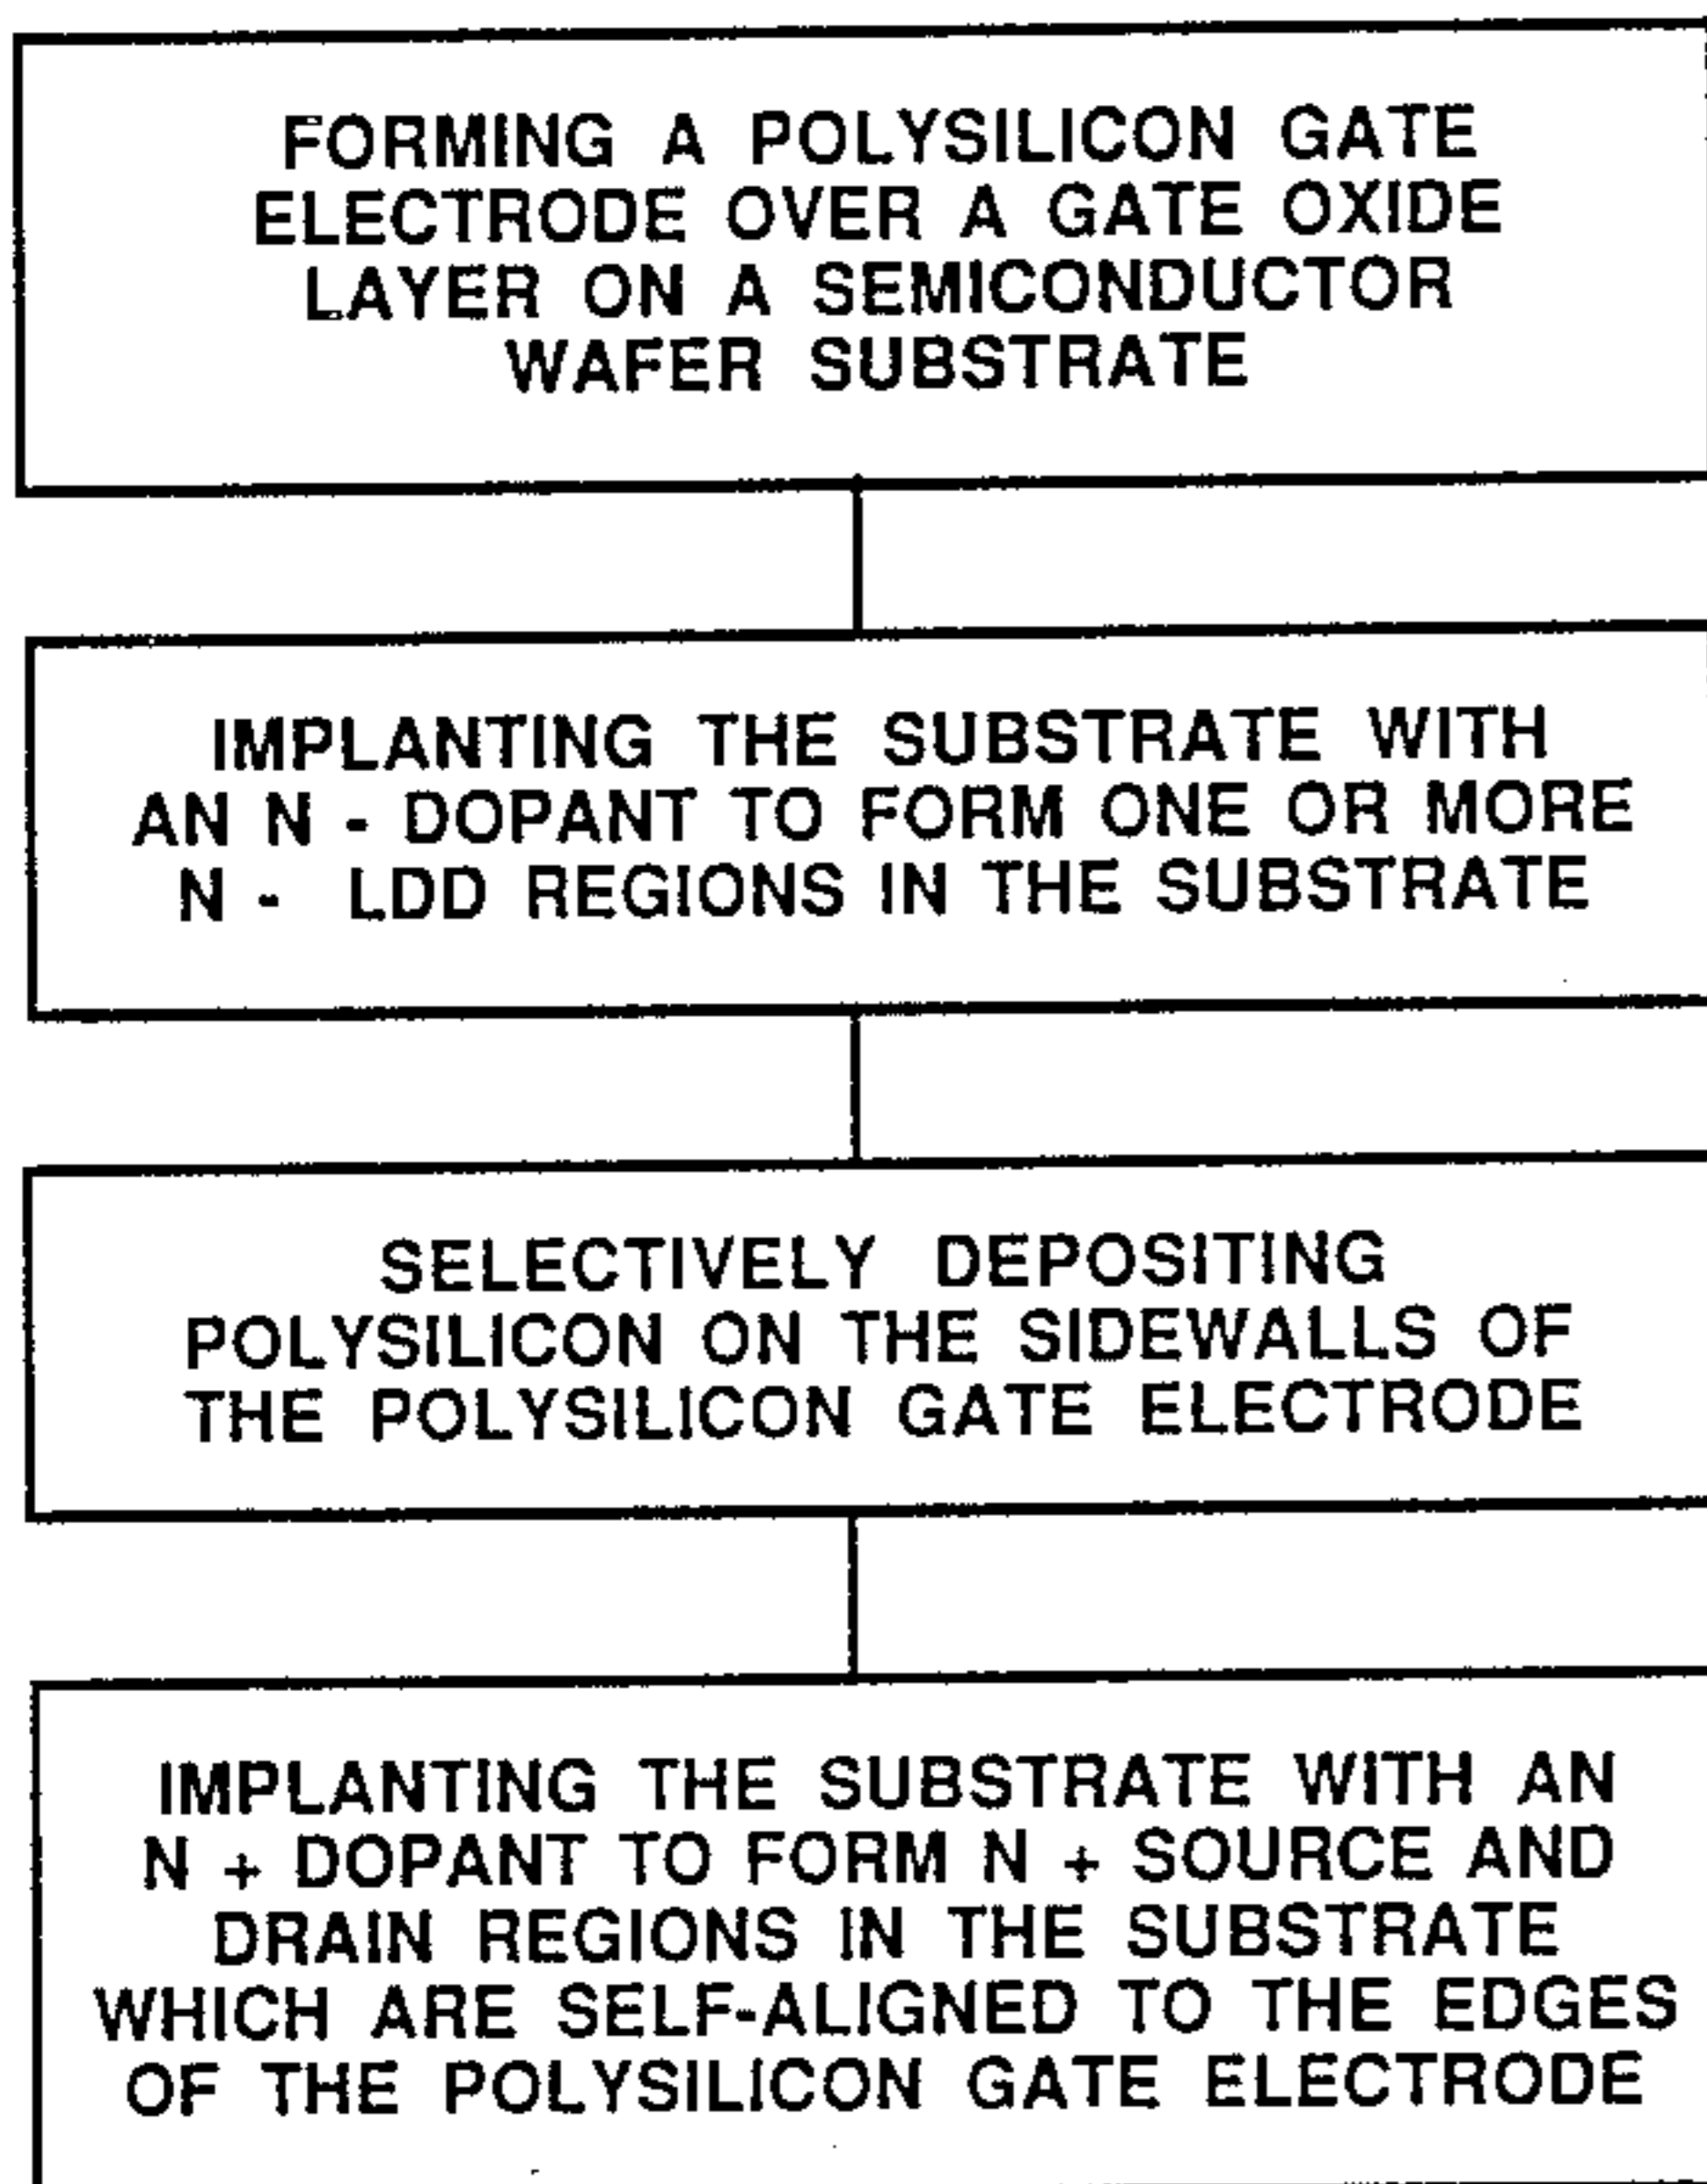 FORMING A POLYSILICON GATE
ELECTRODE OVER A GATE OXIDE
LAYER ON A SEMICONDUCTOR
WAFER SUBSTRATE
IMPLANTING THE SUBSTRATE WITH
AN N - DOPANT TO FORM ONE OR MORE
N - LDD REGIONS IN THE SUBSTRATE
SELECTIVELY DEPOSITING
POLYSILICON ON THE SIDEWALLS OF
THE POLYSILICON GATE ELECTRODE
IMPLANTING THE SUBSTRATE WITH AN
N + DOPANT TO FORM N + SOURCE AND
DRAIN REGIONS IN THE SUBSTRATE
WHICH ARE SELF-ALIGNED TO THE EDGES
OF THE POLYSILICON GATE ELECTRODE